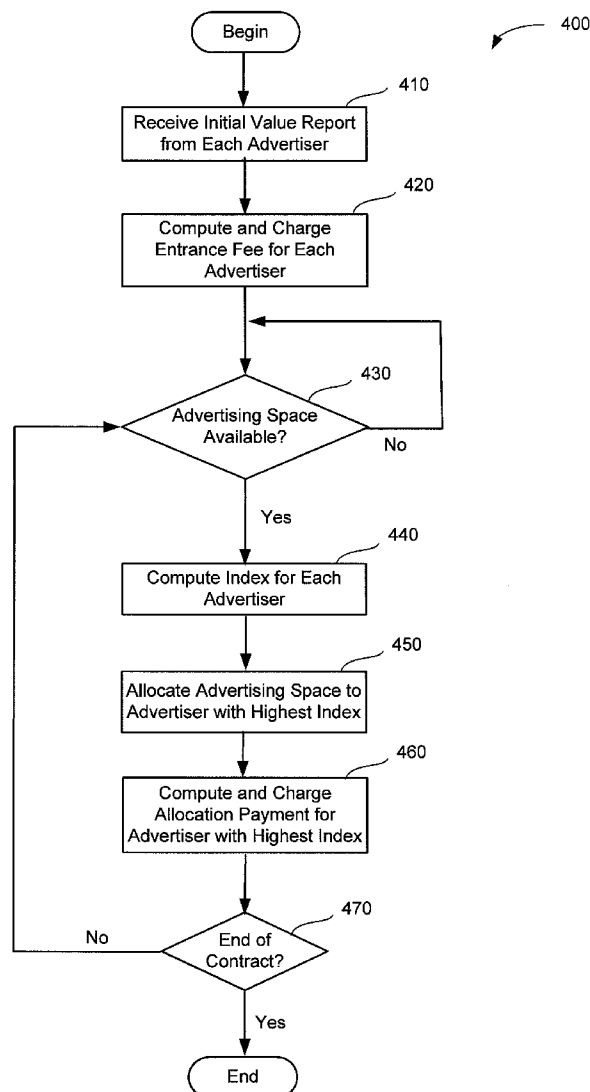 Begin
400
410
Receive Initial Value Report
from Each Advertiser
420
Compute and Charge
Entrance Fee for Each
Advertiser
430
Advertising Space
Available?
No
Yes
440
Compute Index for Each
Advertiser
450
Allocate Advertising Space to
Advertiser with Highest Index
460
Compute and Charge
Allocation Payment for
Advertiser with Highest Index
470
No
End of
Contract?
Yes
End